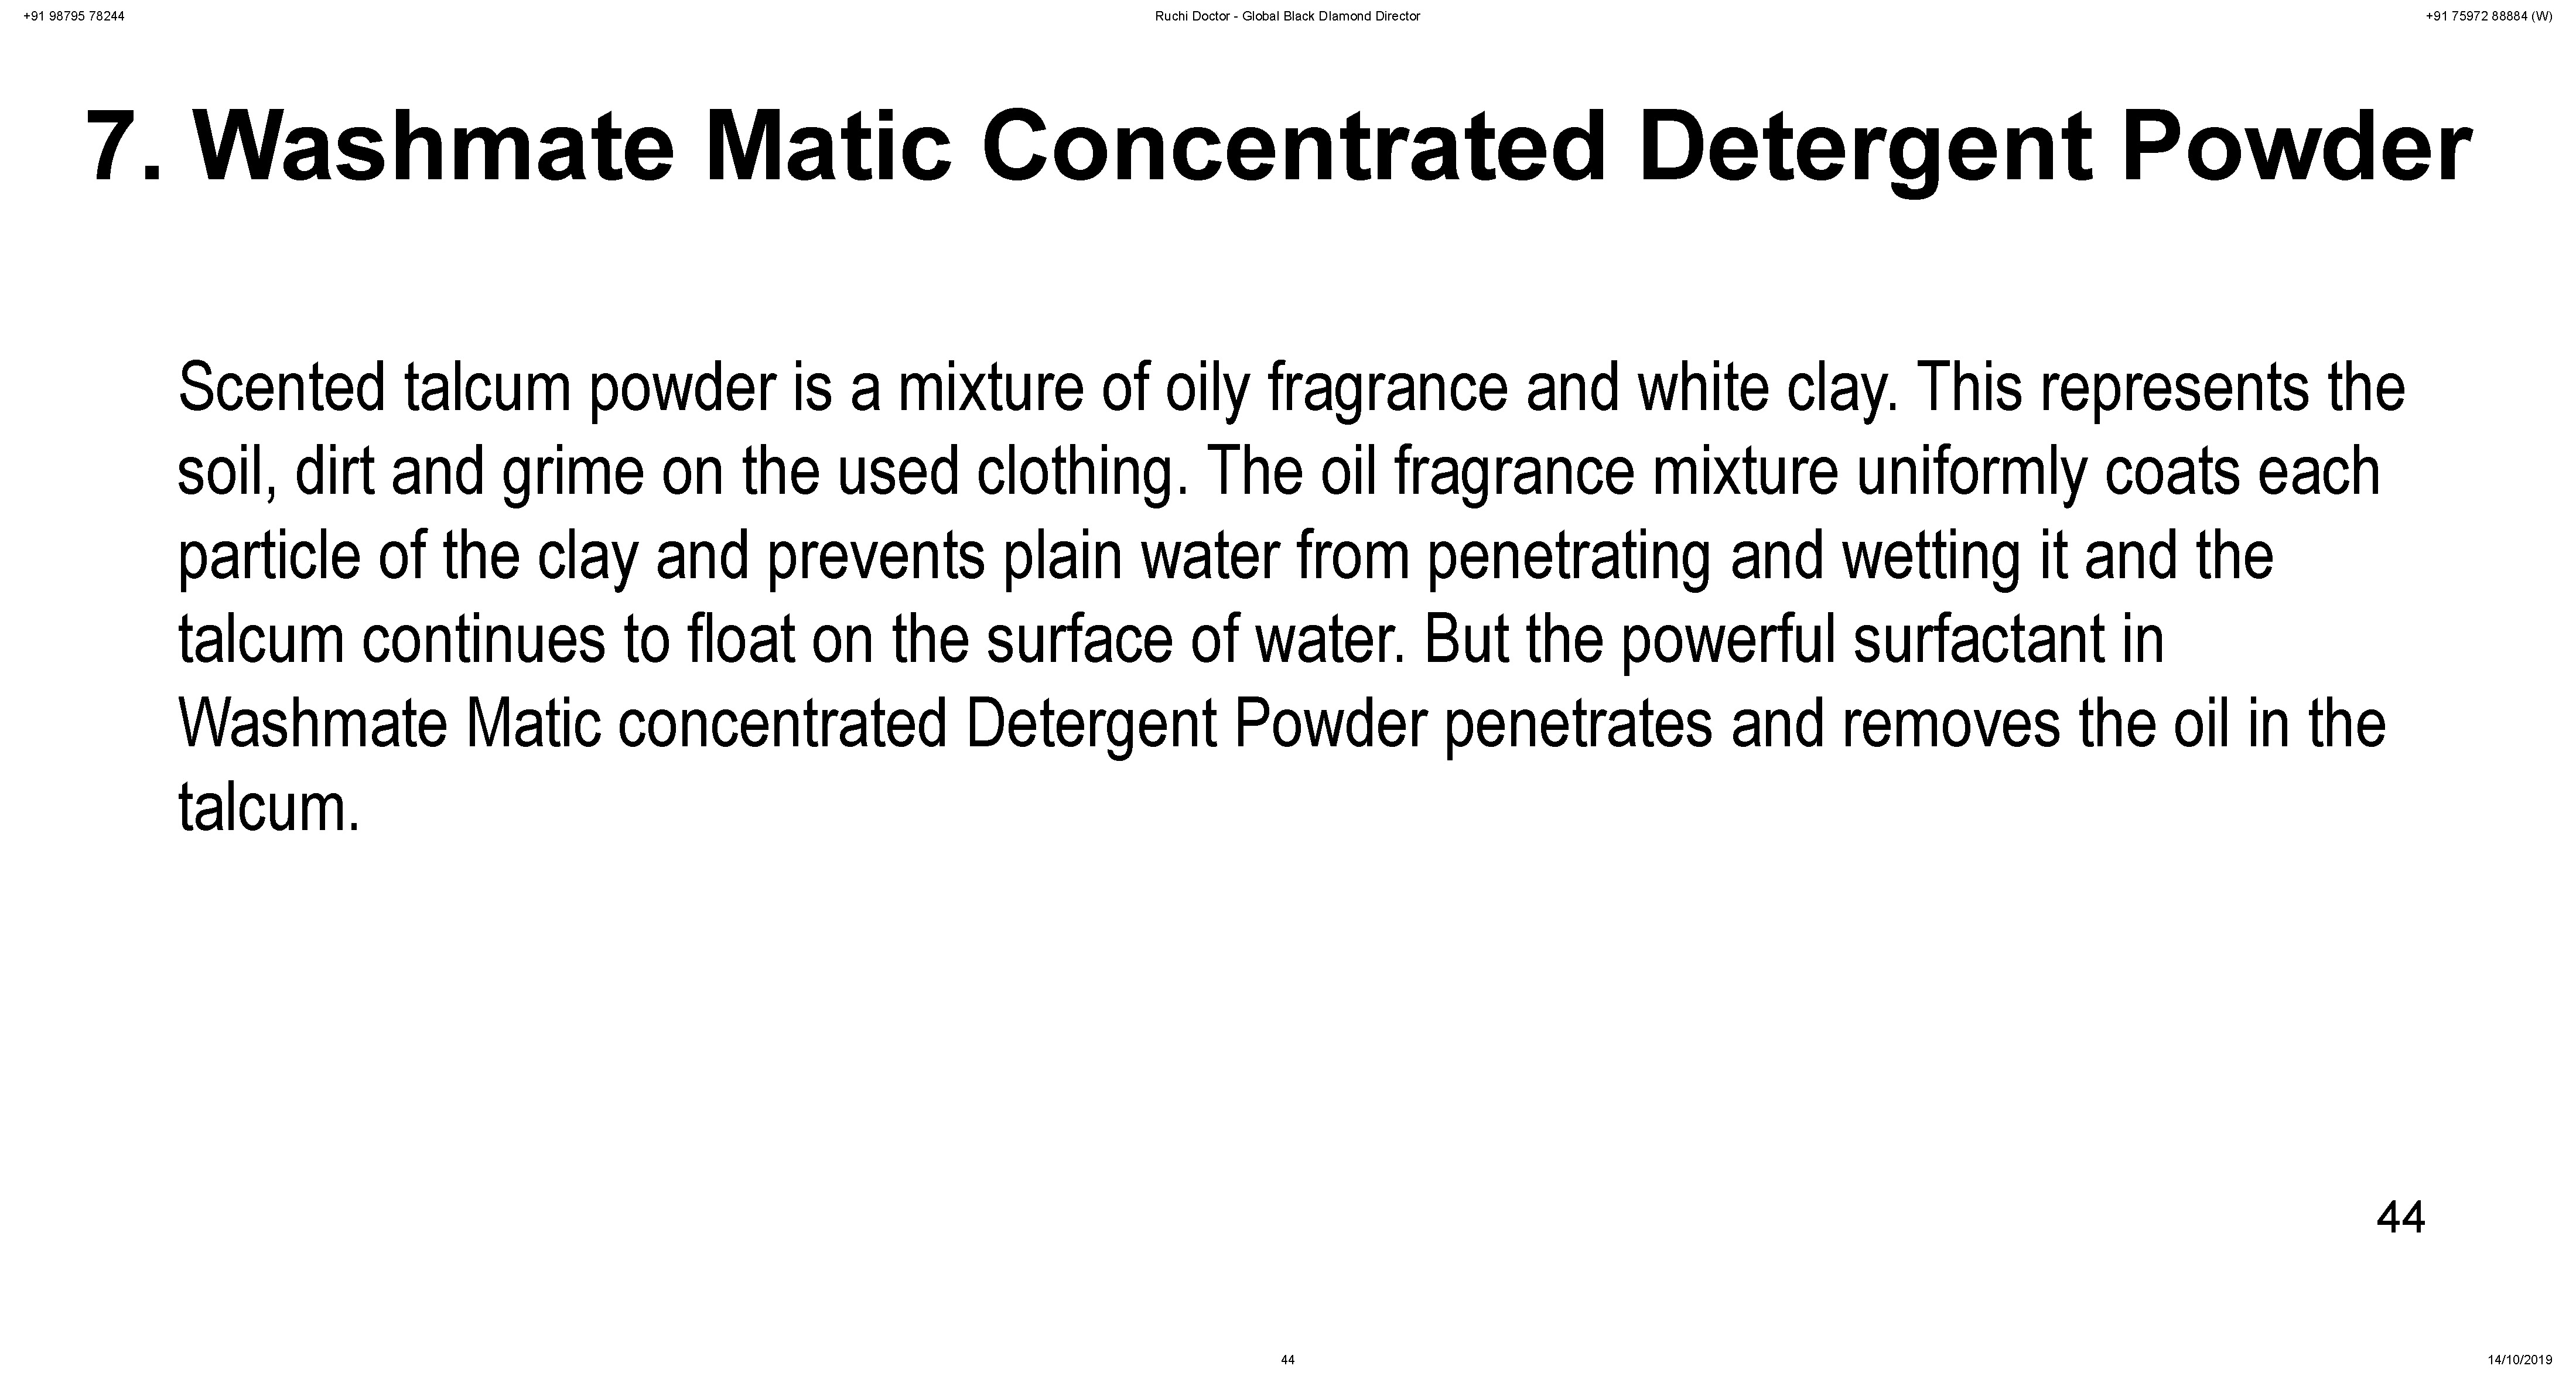 +91 98795 78244
Ruchi Doctor - Global Black DIamond Director
+91 75972 88884 (W)
7. Washmate Matic Concentrated Detergent Powder
Scented talcum powder is a mixture of oily fragrance and white clay. This represents the
soil, dirt and grime on the used clothing. The oil fragrance mixture uniformly coats each
particle of the clay and prevents plain water from penetrating and wetting it and the
talcum continues to float on the surface of water. But the powerful surfactant in
Washmate Matic concentrated Detergent Powder penetrates and removes the oil in the
talcum.
44
44
14/10/2019